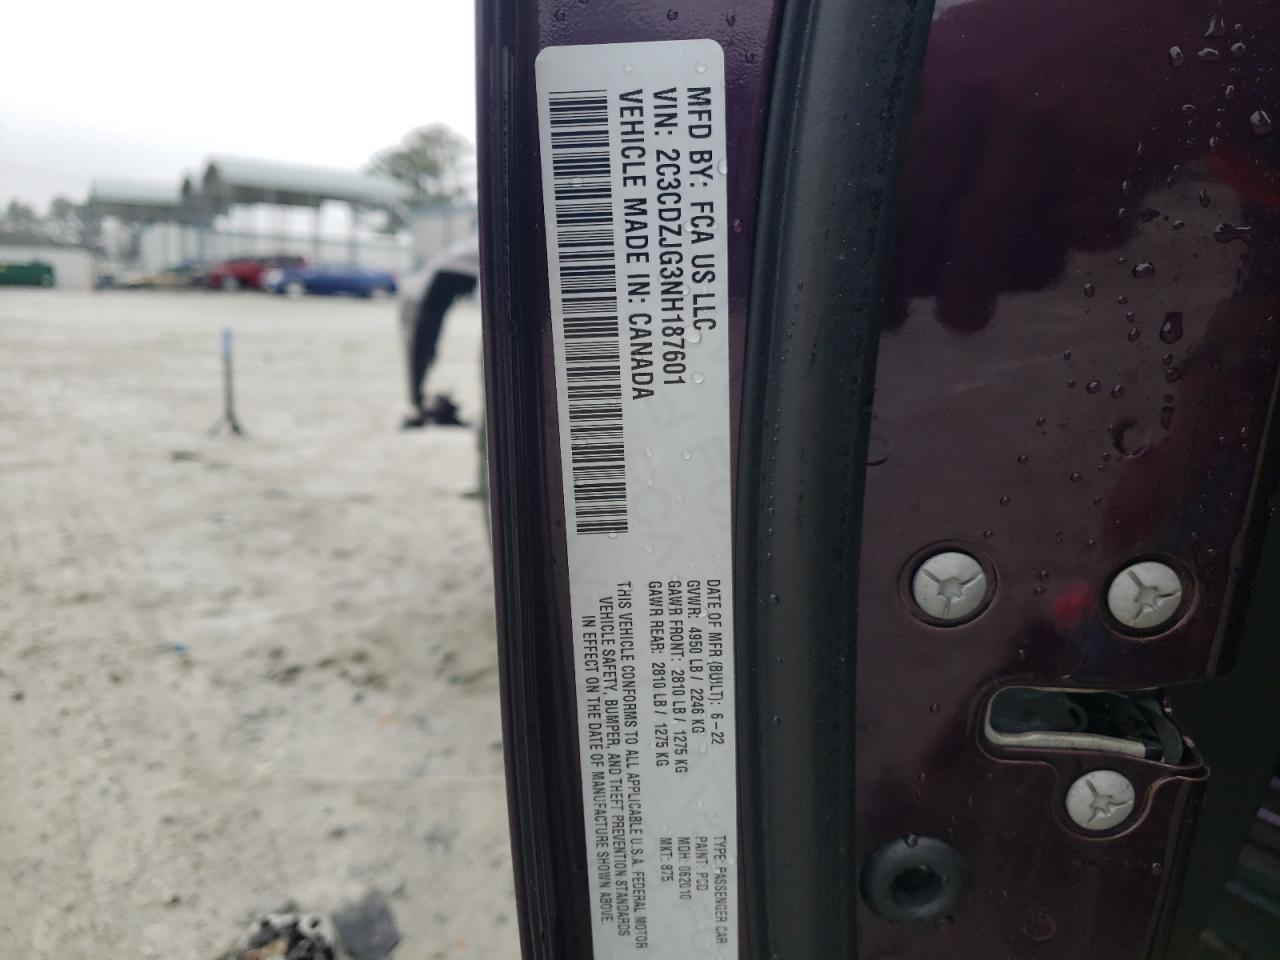 MFD BY: FCA US LLC
VIN: 2C3CDZJG3NH187601
VEHICLE MADE IN: CANADA
DATE OF MFR (BUILT): 6-22
GVWR: 4950 LB / 2246 KG
GAWR FRONT: 2810 LB / 1275 KG
GAWR REAR: 2810 LB / 1275 KG
THIS VEHICLE CONFORMS TO ALL APPLICABLE U.S.A. FEDERAL MOTOR
VEHICLE SAFETY, BUMPER, AND THEFT PREVENTION STANDARDS
IN EFFECT ON THE DATE OF MANUFACTURE SHOWN ABOVE.
TYPE: PASSENGER CAR
PAINT: PCD
MDH: 062010
MKT: 875